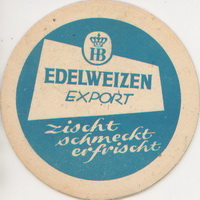 HB
EDELWEIZEN
EXPORT
zischt
schmeckt
erfrischt